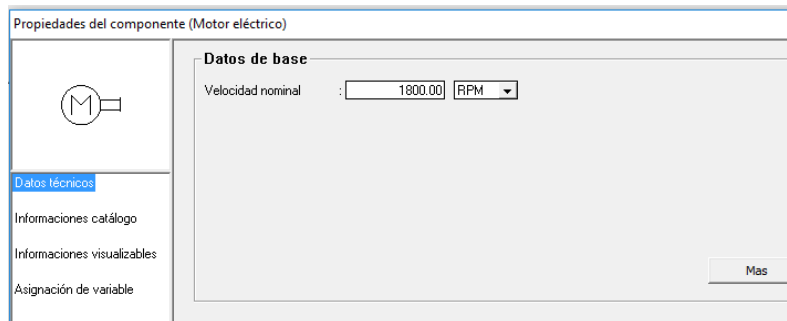 Propiedades del componente (Motor eléctrico)
M
Datos de base
Velocidad nominal : 1800.00 RPM
Datos técnicos
Informaciones catálogo
Informaciones visualizables
Asignación de variable
Mas